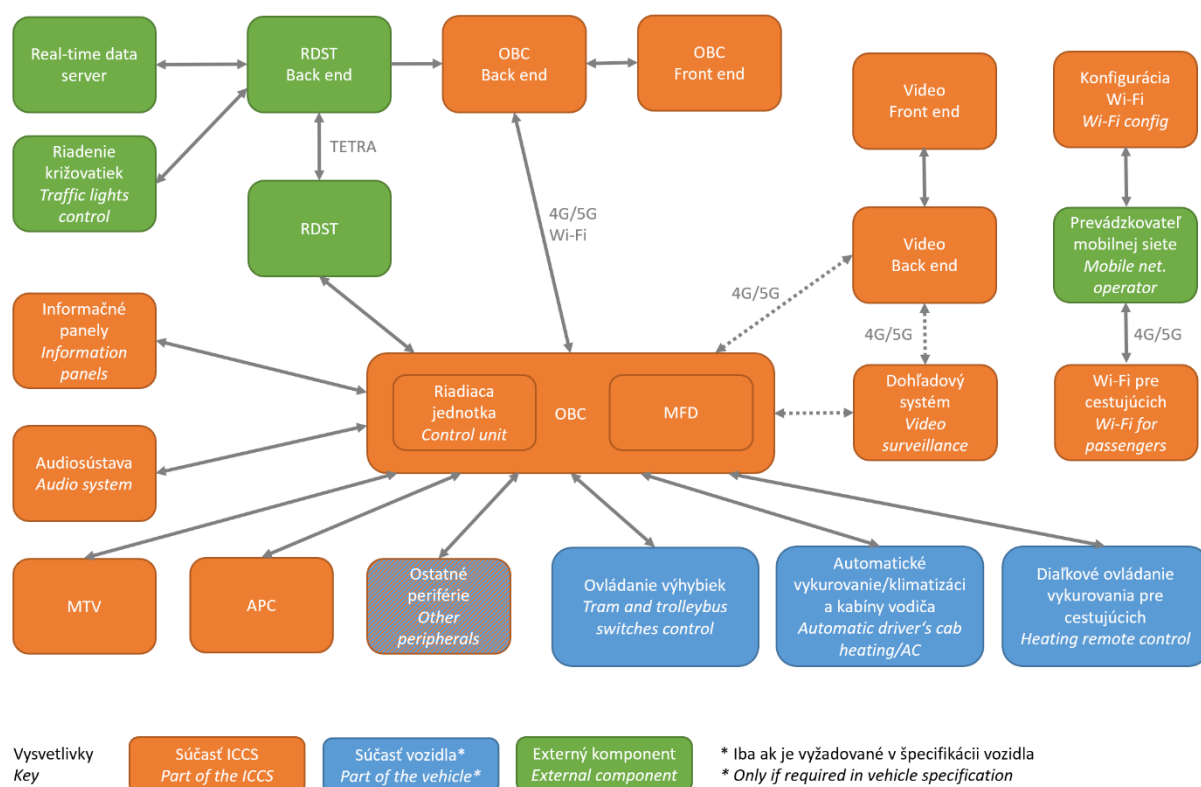 Real-time data
server
RDST
Back end
OBC
Back end
OBC
Front end
Video
Front end
Konfigurácia
Wi-Fi
Wi-Fi config
Riadenie
križovatiek
Traffic lights
control
TETRA
RDST
4G/5G
Wi-Fi
Video
Back end
Prevádzkovateľ
mobilnej siete
Mobile net.
operator
4G/5G
4G/5G
4G/5G
Informačné
panely
Information
panels
Riadiaca
jednotka
Control unit
OBC
MFD
Dohľadový
systém
Video
surveillance
Wi-Fi pre
cestujúcich
Wi-Fi for
passengers
Audiosústava
Audio system
MTV
APC
Ostatné
periférie
Other
peripherals
Ovládanie výhybiek
Tram and trolleybus
switches control
Automatické
vykurovanie/klimatizáci
a kabíny vodiča
Automatic driver's cab
heating/AC
Diaľkové ovládanie
vykurovania pre
cestujúcich
Heating remote control
Vysvetlivky
Key
Súčasť ICCS
Part of the ICCS
Súčasť vozidla*
Part of the vehicle*
Externý komponent
External component
* Iba ak je vyžadované v špecifikácii vozidla
* Only if required in vehicle specification